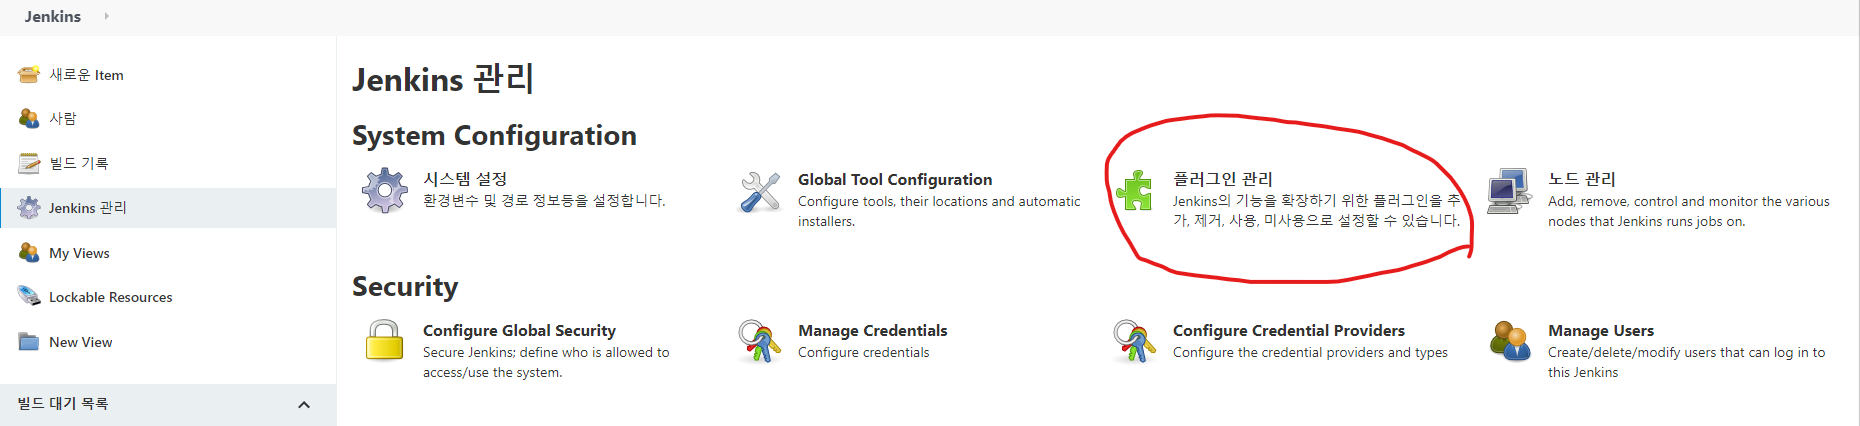 Jenkins
새로운 Item
사람
빌드 기록
Jenkins 관리
My Views
Lockable Resources
New View
빌드 대기 목록
Jenkins 관리
System Configuration
시스템 설정
환경변수 및 경로 정보등을 설정합니다.
Global Tool Configuration
Configure tools, their locations and automatic
installers.
플러그인 관리
Jenkins의 기능을 확장하기 위한 플러그인을 추
가, 제거, 사용, 미사용으로 설정할 수 있습니다.
노드 관리
Add, remove, control and monitor the various
nodes that Jenkins runs jobs on.
Security
Configure Global Security
Secure Jenkins; define who is allowed to
access/use the system.
Manage Credentials
Configure credentials
Configure Credential Providers
Configure the credential providers and types
Manage Users
Create/delete/modify users that can log in to
this Jenkins